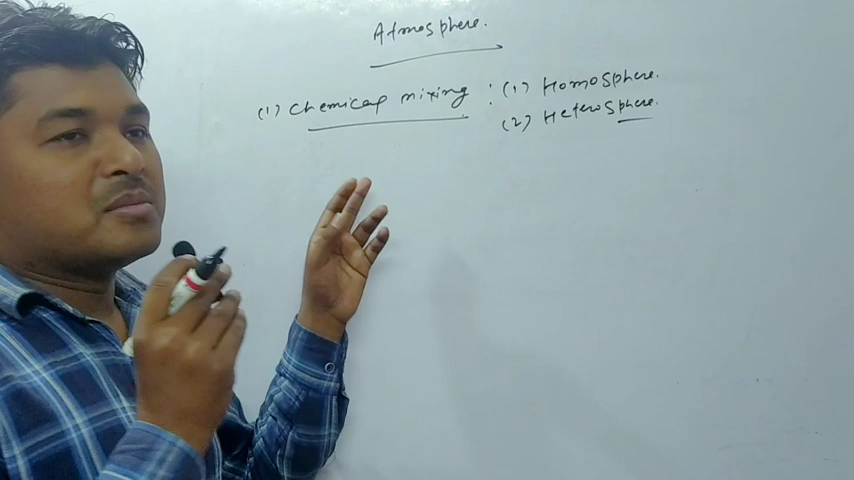 Atmosphere.
(1) Chemical mixing : (1) Homosphere.
(2) Heterosphere.